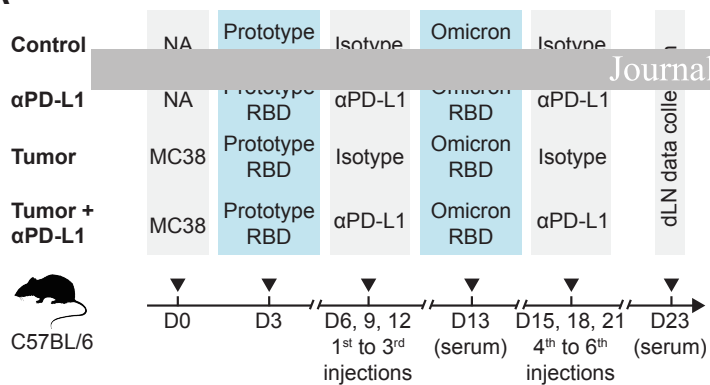 Control NA Prototype Isotype Omicron Isotype
Journal
αPD-L1 NA Prototype RBD αPD-L1 Omicron RBD αPD-L1
Tumor MC38 Prototype RBD Isotype Omicron RBD Isotype
Tumor + αPD-L1 MC38 Prototype RBD αPD-L1 Omicron RBD αPD-L1
dLN data
C57BL/6
D0 D3 D6, 9, 12 D13 D15, 18, 21 D23
1st to 3rd (serum) 4th to 6th (serum)
injections injections